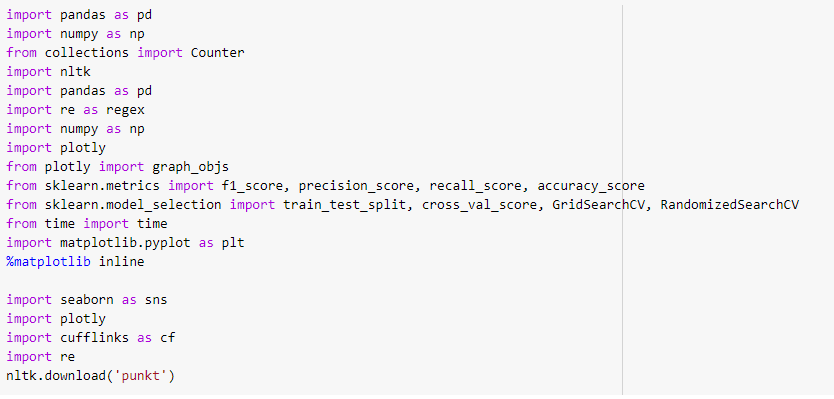 import pandas as pd
import numpy as np
from collections import Counter
import nltk
import pandas as pd
import re as regex
import numpy as np
import plotly
from plotly import graph_objs
from sklearn.metrics import f1_score, precision_score, recall_score, accuracy_score
from sklearn.model_selection import train_test_split, cross_val_score, GridSearchCV, RandomizedSearchCV
from time import time
import matplotlib.pyplot as plt
%matplotlib inline
import seaborn as sns
import plotly
import cufflinks as cf
import re
nltk.download('punkt')